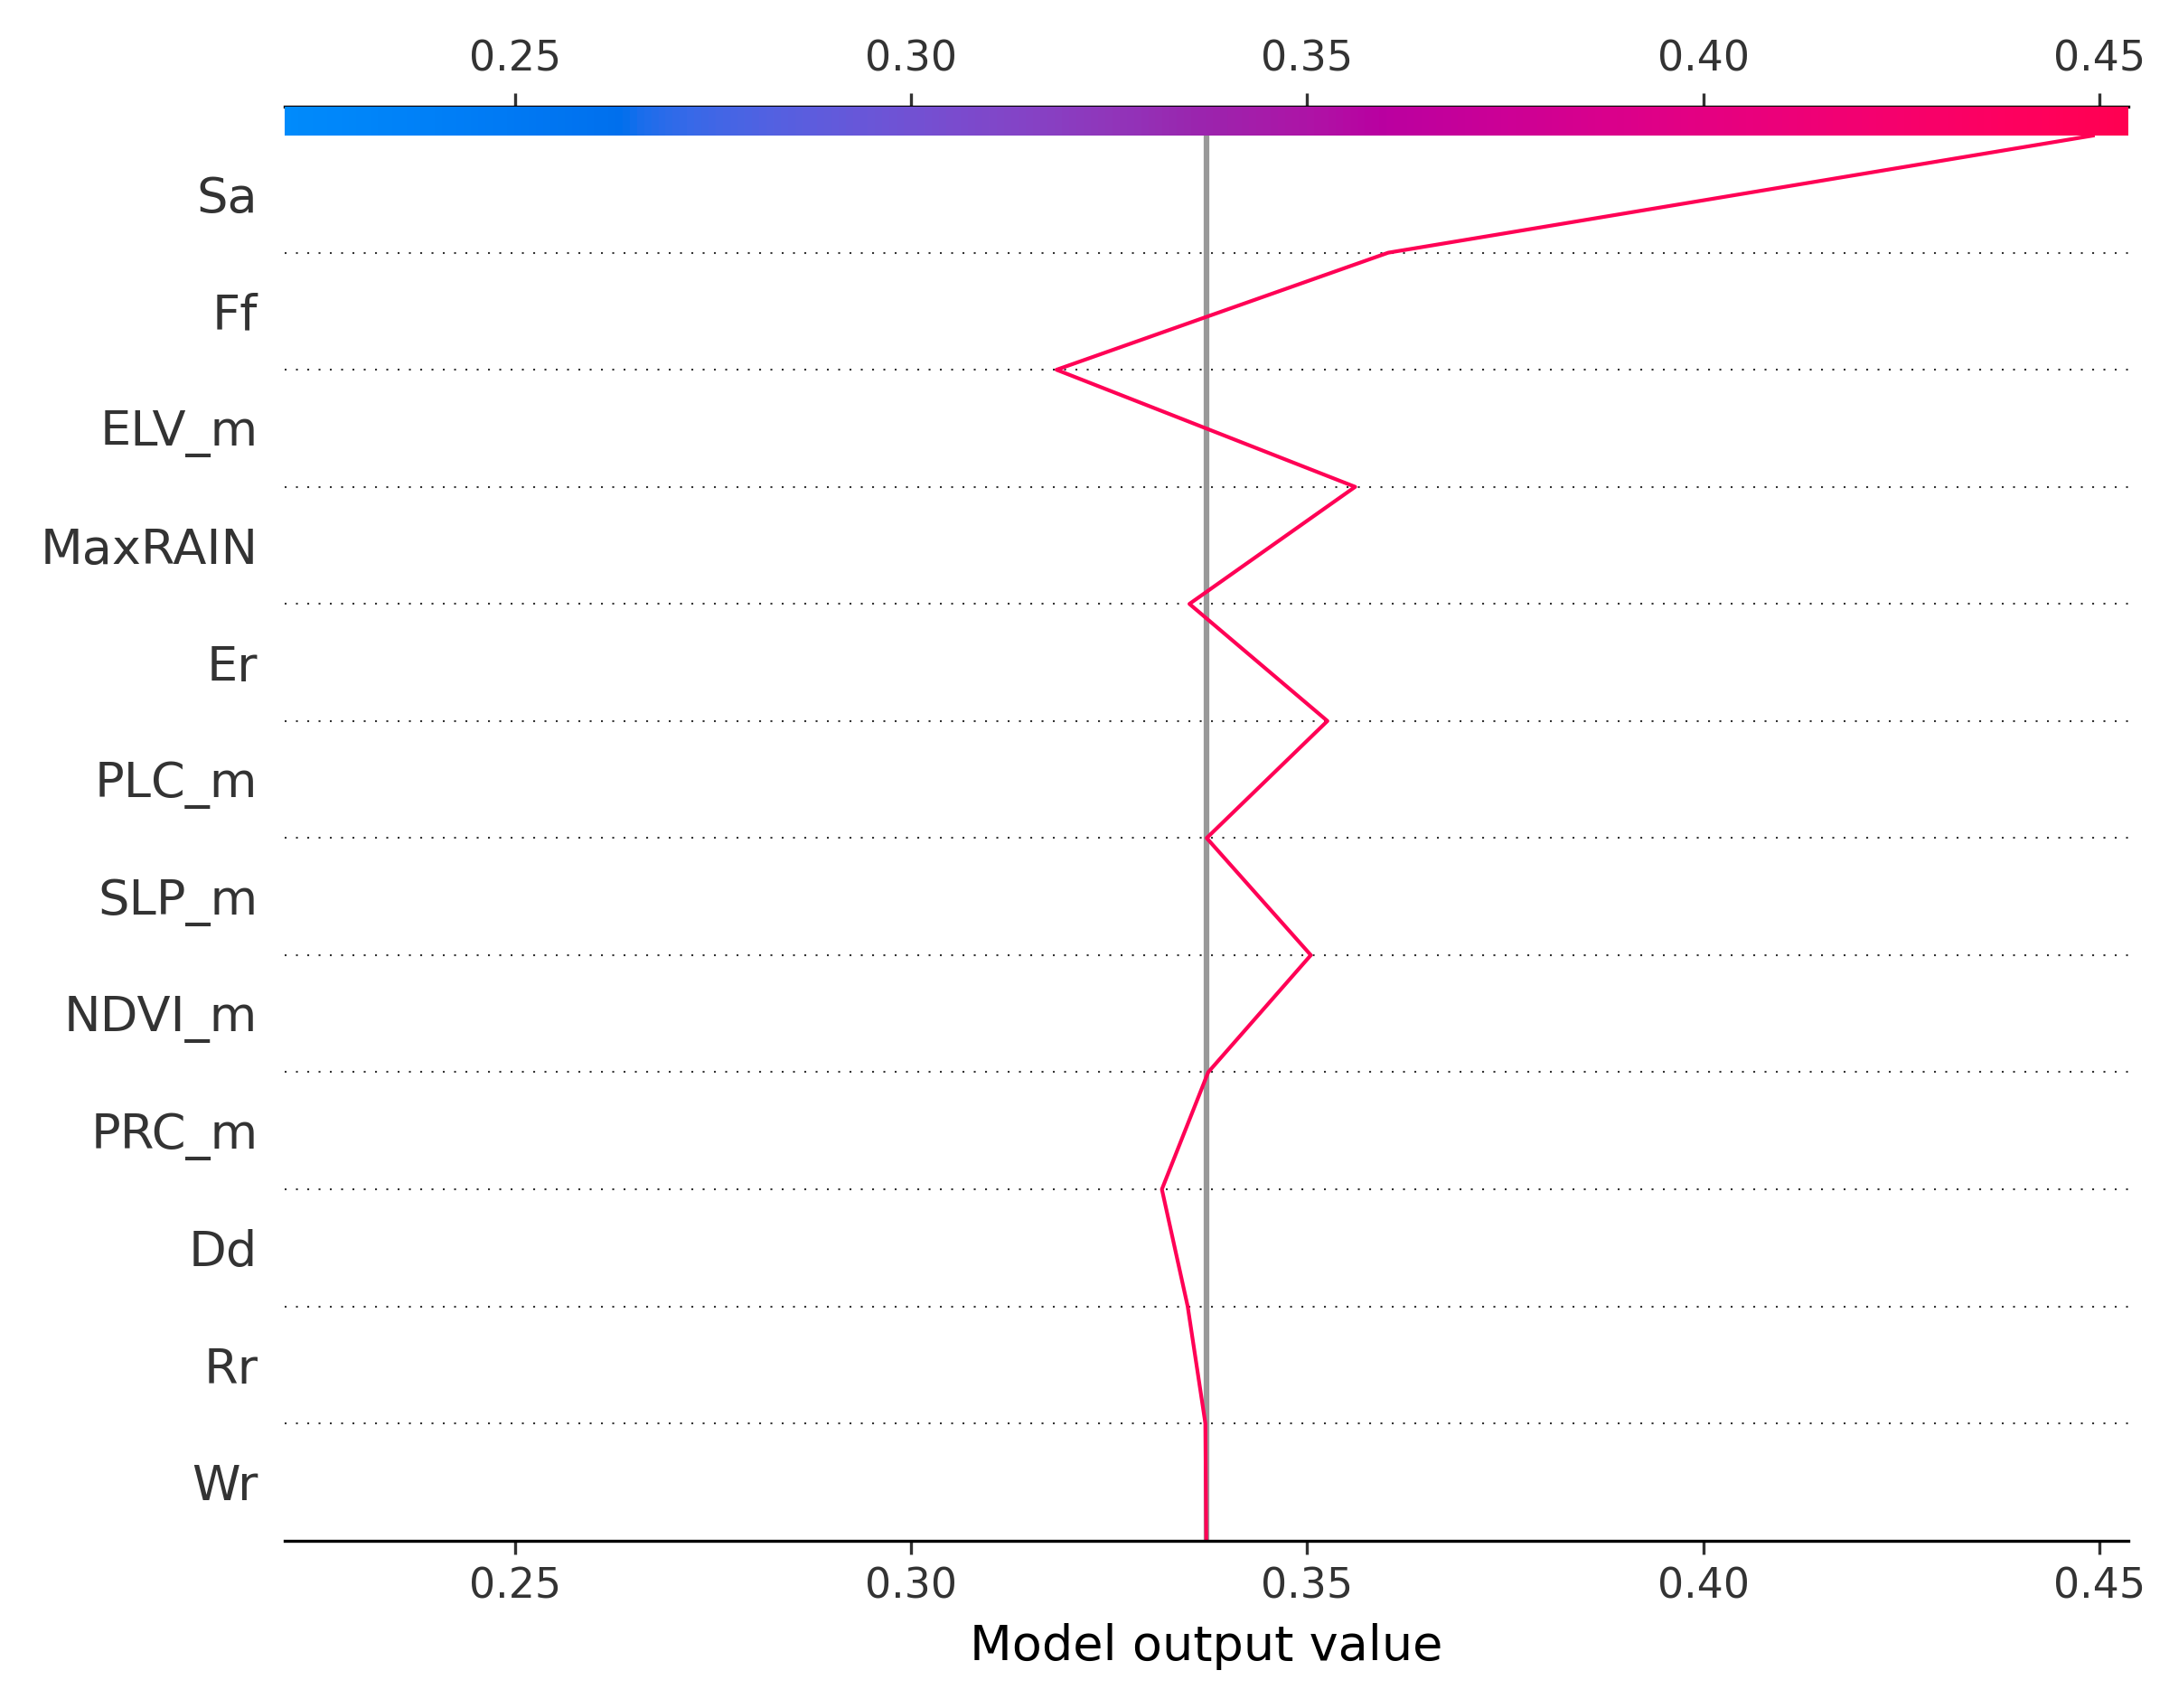 0.25 0.30 0.35 0.40 0.45
Sa
Ff
ELV_m
MaxRAIN
Er
PLC_m
SLP_m
NDVI_m
PRC_m
Dd
Rr
Wr
0.25 0.30 0.35 0.40 0.45
Model output value